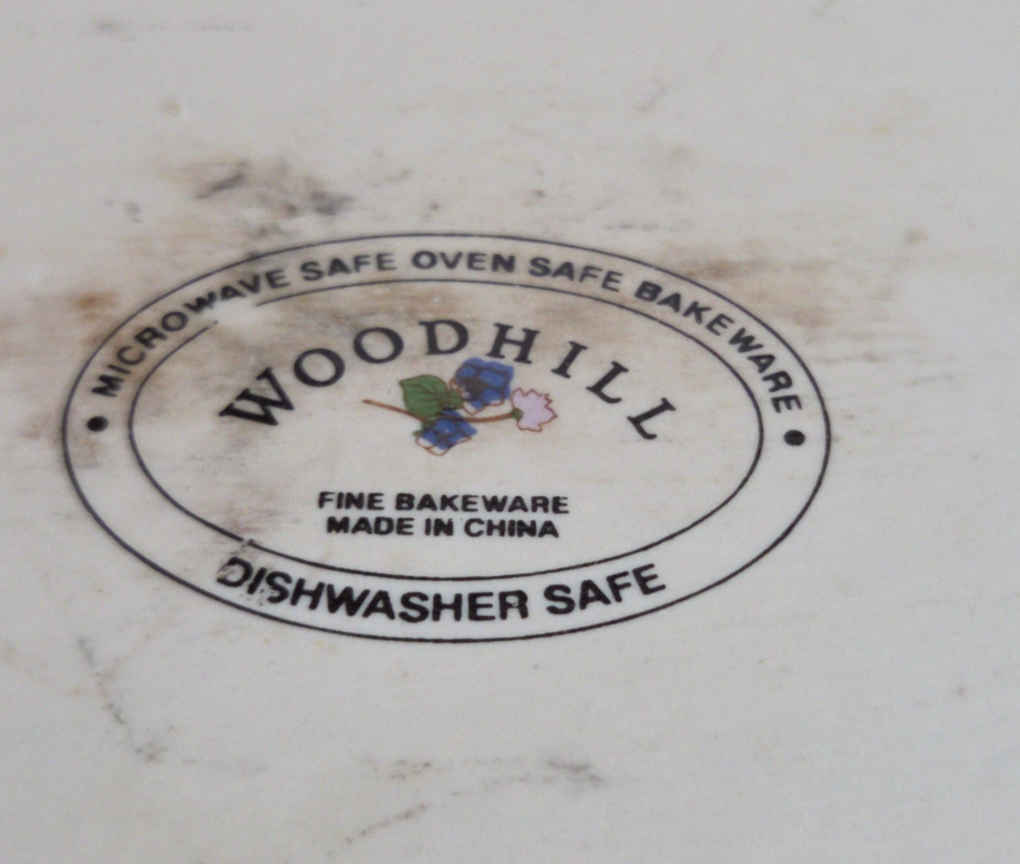 MICROWAVE SAFE OVEN SAFE BAKEWARE
WOODHILL
FINE BAKEWARE
MADE IN CHINA
DISHWASHER SAFE